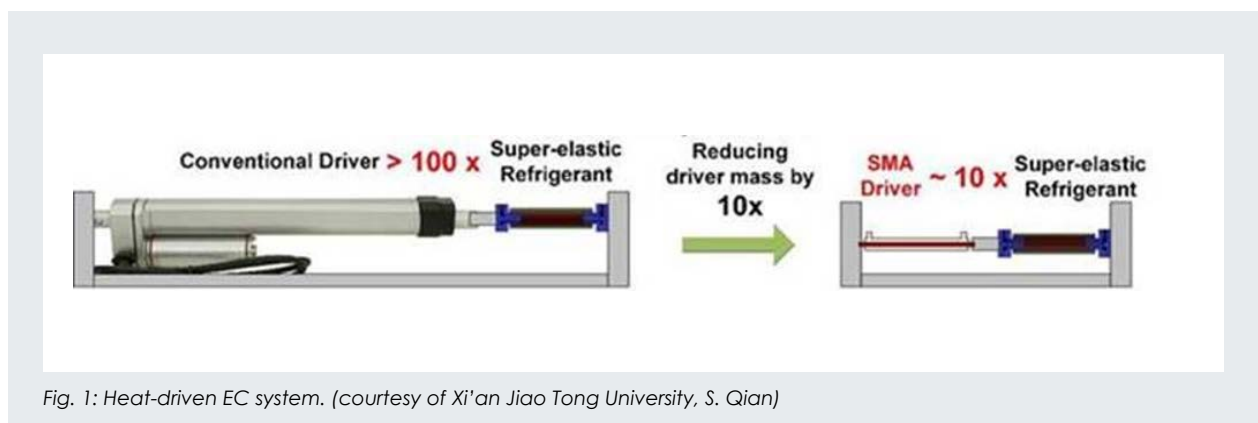 Conventional Driver > 100 x Super-elastic
Refrigerant
Reducing
driver mass by
10x
SMA
Driver ~ 10 x Super-elastic
Refrigerant
Fig. 1: Heat-driven EC system. (courtesy of Xi'an Jiao Tong University, S. Qian)